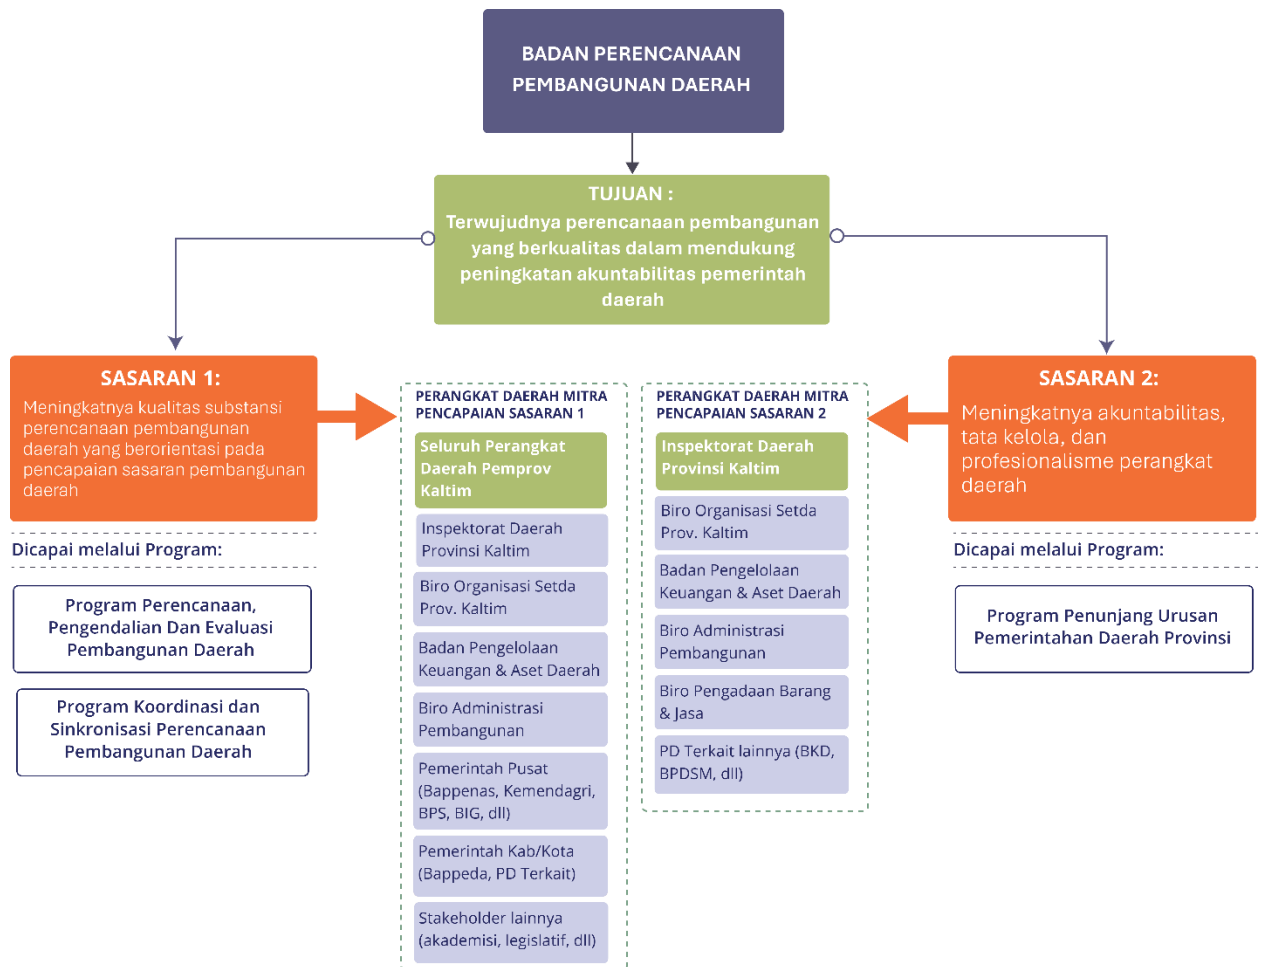 BADAN PERENCANAAN
PEMBANGUNAN DAERAH
TUJUAN :
Terwujudnya perencanaan pembangunan
yang berkualitas dalam mendukung
peningkatan akuntabilitas pemerintah
daerah
SASARAN 1:
Meningkatnya kualitas substansi
perencanaan pembangunan
daerah yang berorientasi pada
pencapaian sasaran pembangunan
daerah
Dicapai melalui Program:
Program Perencanaan,
Pengendalian Dan Evaluasi
Pembangunan Daerah
Program Koordinasi dan
Sinkronisasi Perencanaan
Pembangunan Daerah
PERANGKAT DAERAH MITRA
PENCAPAIAN SASARAN 1
Seluruh Perangkat
Daerah Pemprov
Kaltim
Inspektorat Daerah
Provinsi Kaltim
Biro Organisasi Setda
Prov. Kaltim
Badan Pengelolaan
Keuangan & Aset Daerah
Biro Administrasi
Pembangunan
Pemerintah Pusat
(Bappenas, Kemendagri,
BPS, BIG, dll)
Pemerintah Kab/Kota
(Bappeda, PD Terkait)
Stakeholder lainnya
(akademisi, legislatif, dll)
PERANGKAT DAERAH MITRA
PENCAPAIAN SASARAN 2
Inspektorat Daerah
Provinsi Kaltim
Biro Organisasi Setda
Prov. Kaltim
Badan Pengelolaan
Keuangan & Aset Daerah
Biro Administrasi
Pembangunan
Biro Pengadaan Barang
& Jasa
PD Terkait lainnya (BKD,
BPDSM, dll)
SASARAN 2:
Meningkatnya akuntabilitas,
tata kelola, dan
profesionalisme perangkat
daerah
Dicapai melalui Program:
Program Penunjang Urusan
Pemerintahan Daerah Provinsi